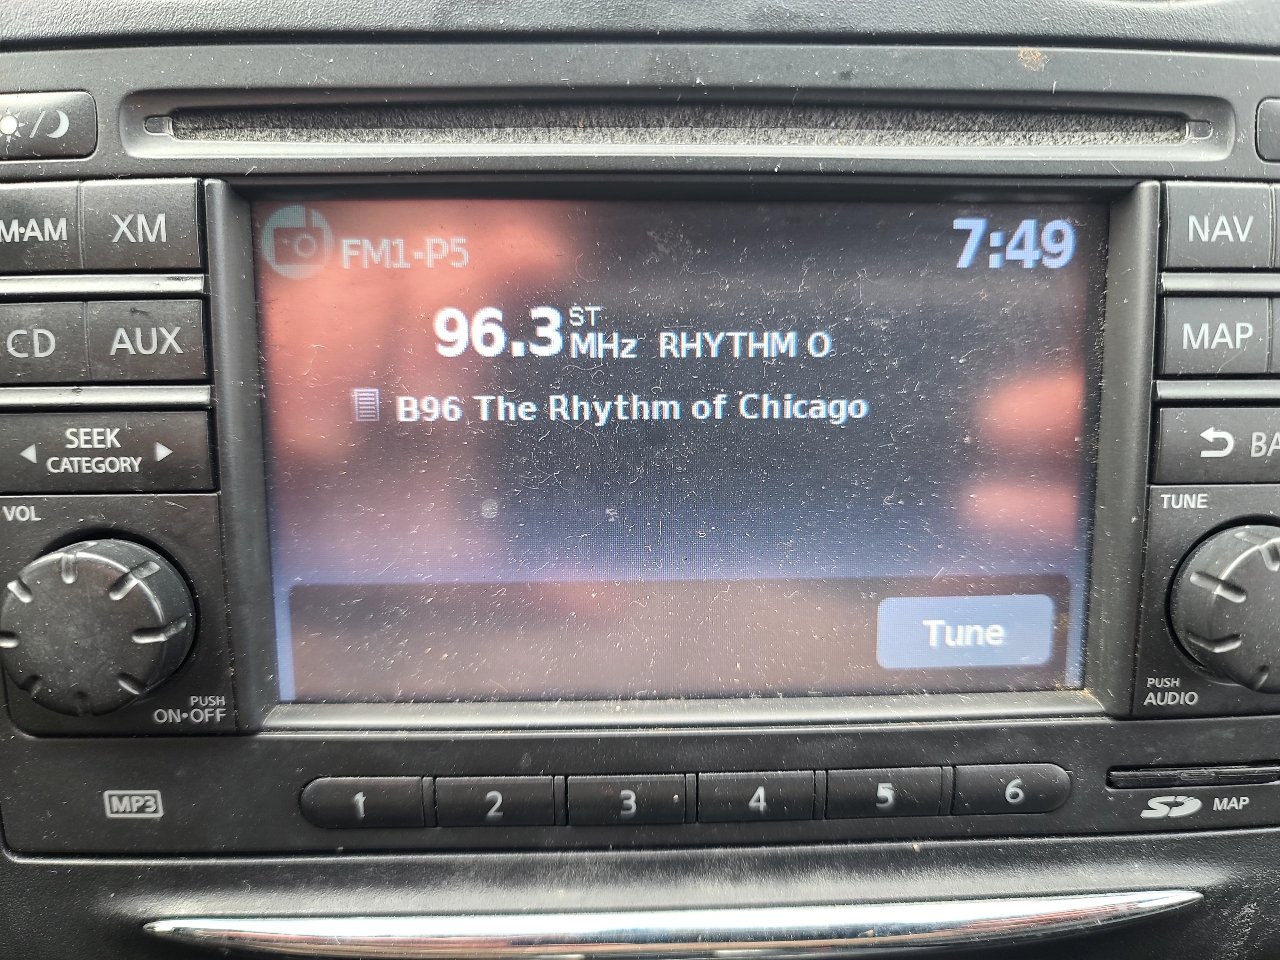 M·AM XM
NAV
FM1-P5
7:49
96.3 ST MHz RHYTHM O
CD AUX
MAP
B96 The Rhythm of Chicago
SEEK
CATEGORY
BA
VOL
TUNE
Tune
PUSH
ON•OFF
PUSH
AUDIO
MP3
1 2 3 4 5 6
SD MAP